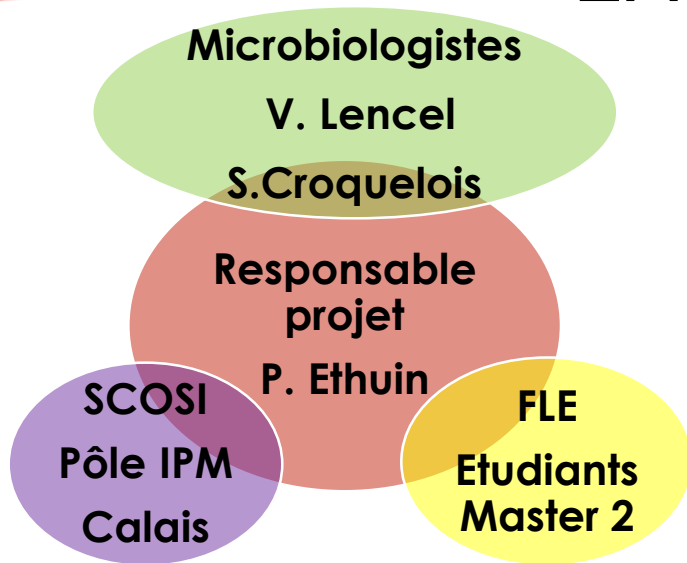 Microbiologistes
V. Lencel
S.Croquelois
Responsable
projet
P. Ethuin
SCOSI
Pôle IPM
Calais
FLE
Etudiants
Master 2